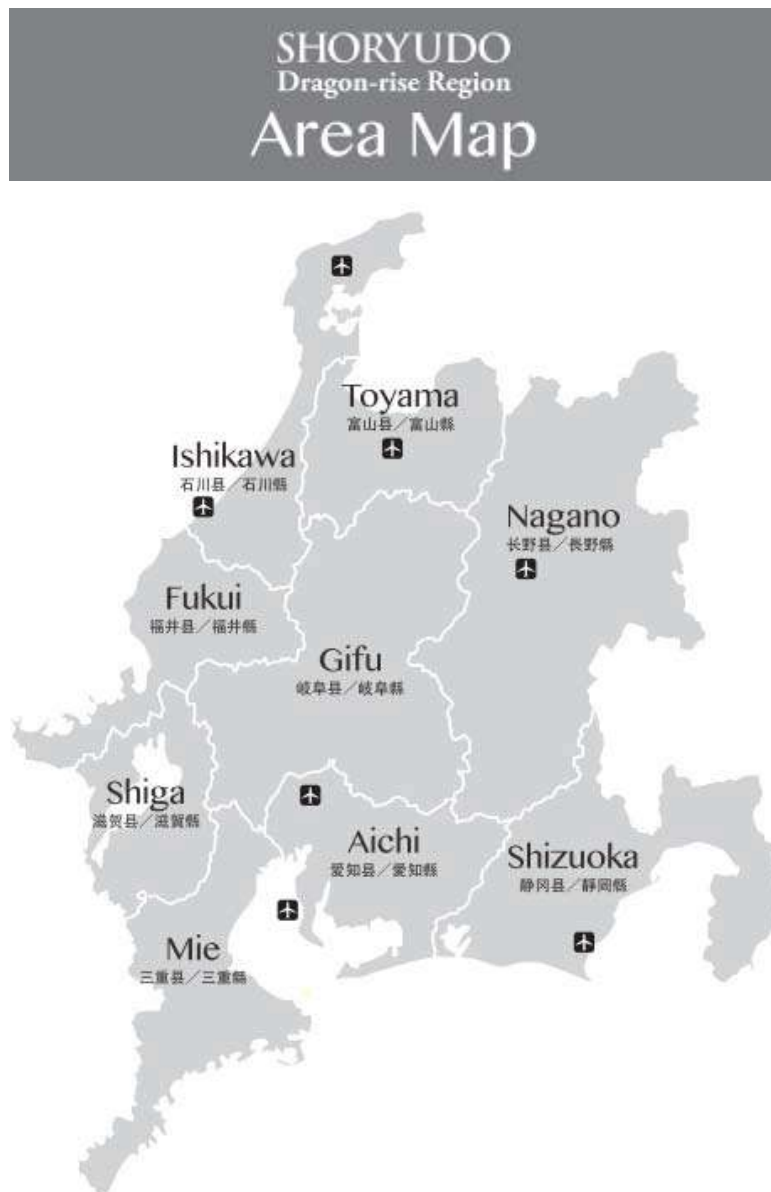 SHORYUDO
Dragon-rise Region
Area Map
Toyama
富山县／富山縣
Ishikawa
石川县／石川縣
Nagano
长野县／長野縣
Fukui
福井县／福井縣
Gifu
岐阜县／岐阜縣
Shiga
滋贺县／滋賀縣
Aichi
爱知县／愛知縣
Shizuoka
静冈县／靜岡縣
Mie
三重县／三重縣